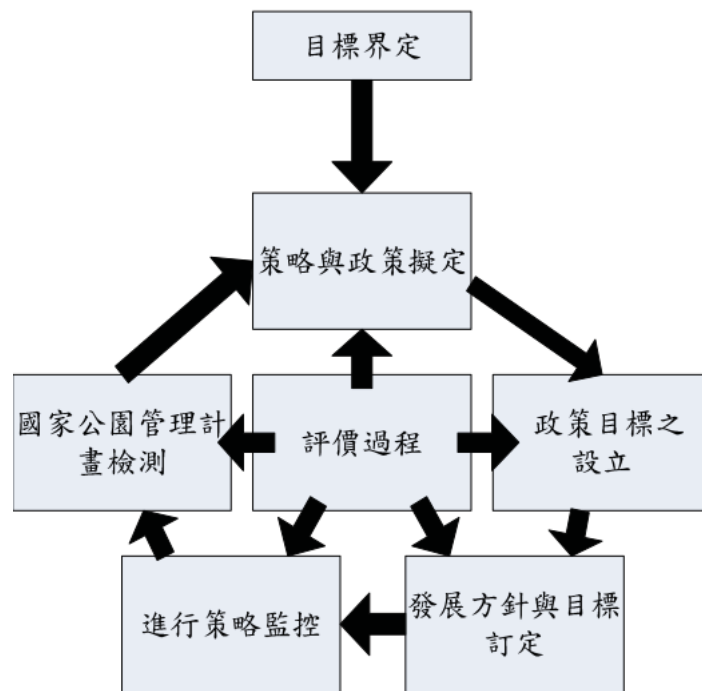 目標界定
策略與政策擬定
國家公園管理計
畫檢測
評價過程
政策目標之
設立
進行策略監控
發展方針與目標
訂定